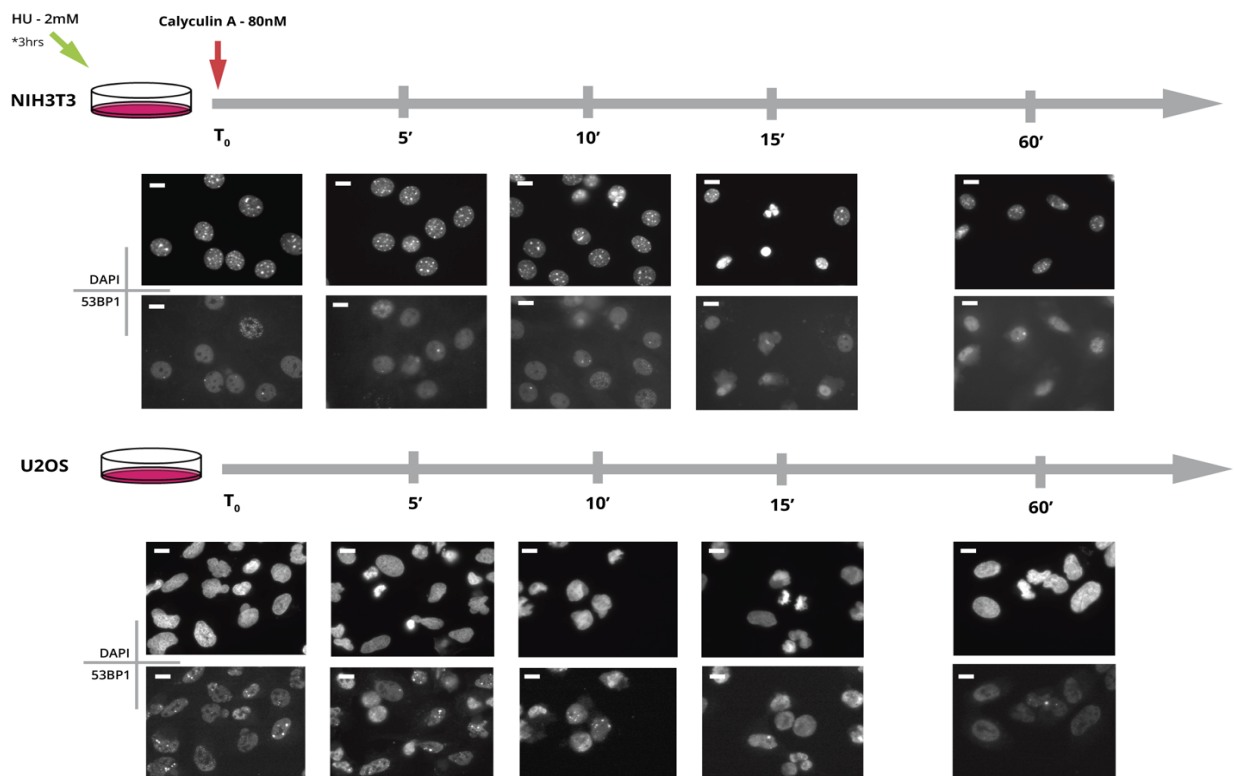 HU - 2mM
*3hrs
Calyculin A - 80nM
NIH3T3
T0
5’
10’
15’
60’
DAPI
53BP1
U2OS
T0
5’
10’
15’
60’
DAPI
53BP1